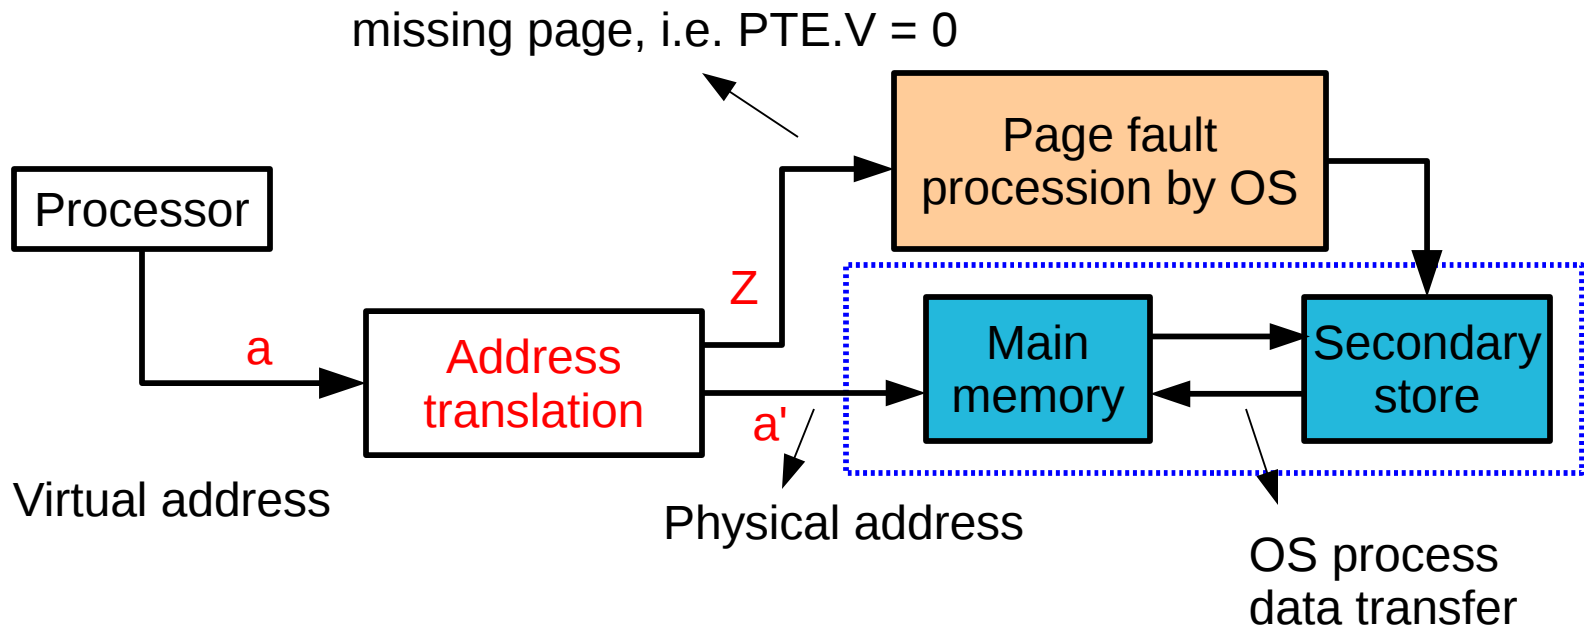 missing page, i.e. PTE.V = 0
Page fault
procession by OS
Processor
Z
a
Address
translation
a'
Main
memory
Secondary
store
Virtual address
Physical address
OS process
data transfer